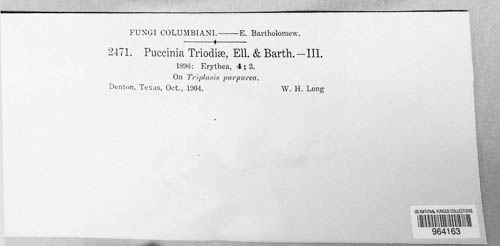 FUNGI COLUMBIANI.——E. Bartholomew.
2471. Puccinia Triodiæ, Ell. & Barth.—III.
1896: Erythea, 4: 3.
On Triplasis purpurea.
Denton, Texas, Oct., 1904. W. H. Long
US NATIONAL FUNGUS COLLECTIONS
964163